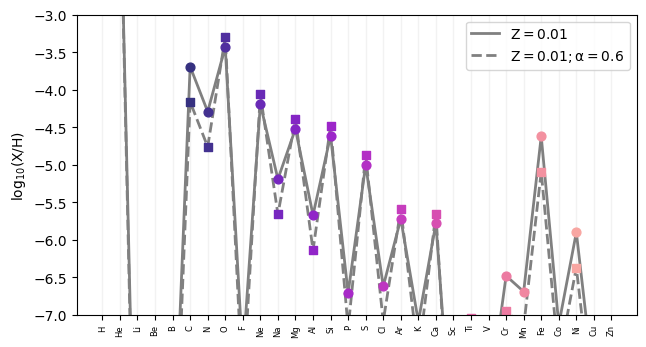 −3.0
−3.5
−4.0
−4.5
−5.0
−5.5
−6.0
−6.5
−7.0
log₁₀(X/H)
Z = 0.01
Z = 0.01; α = 0.6
H He Li Be B C N O F Ne Na Mg Al Si P S Cl Ar K Ca Sc Ti V Cr Mn Fe Co Ni Cu Zn